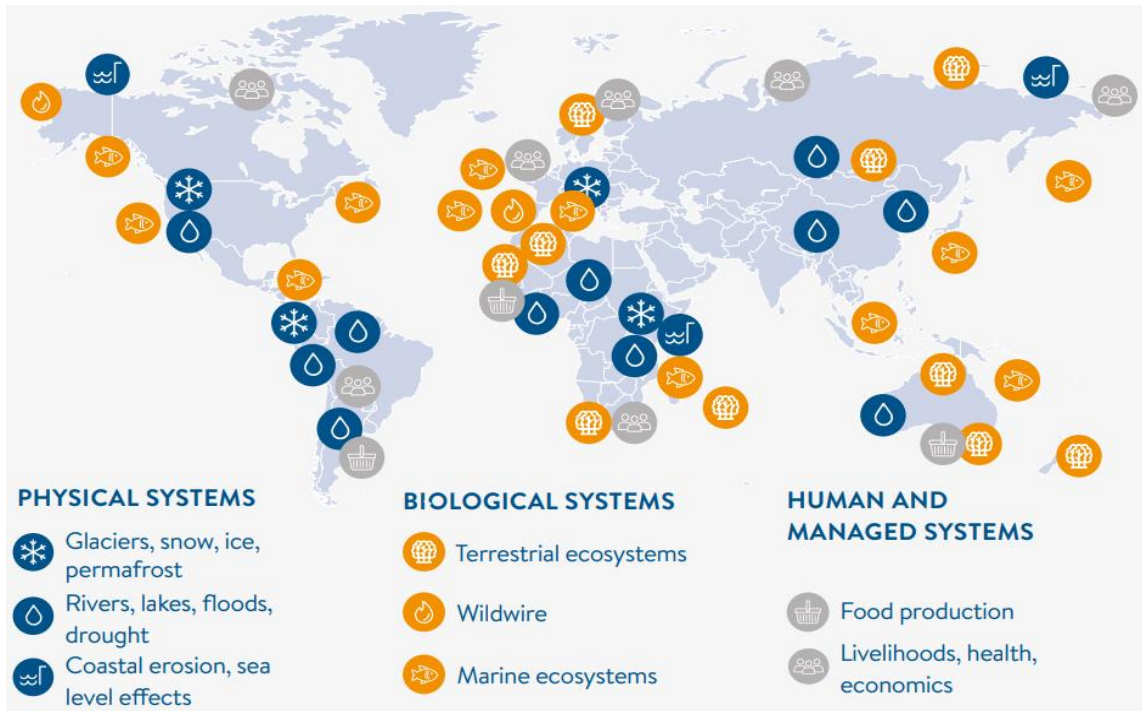 PHYSICAL SYSTEMS
Glaciers, snow, ice,
permafrost
Rivers, lakes, floods,
drought
Coastal erosion, sea
level effects
BIOLOGICAL SYSTEMS
Terrestrial ecosystems
Wildwire
Marine ecosystems
HUMAN AND
MANAGED SYSTEMS
Food production
Livelihoods, health,
economics